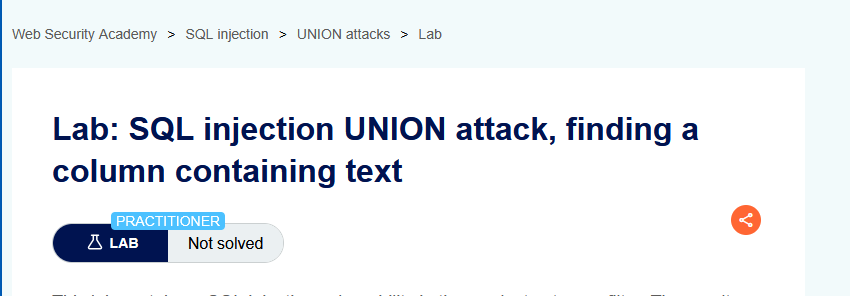 Web Security Academy > SQL injection > UNION attacks > Lab
Lab: SQL injection UNION attack, finding a
column containing text
PRACTITIONER
LAB Not solved